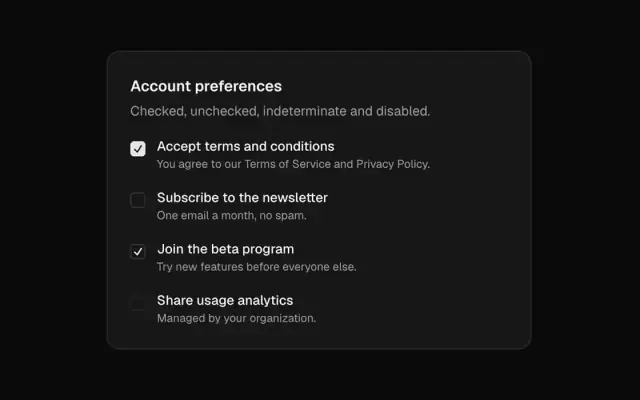 Account preferences
Checked, unchecked, indeterminate and disabled.
Accept terms and conditions
You agree to our Terms of Service and Privacy Policy.
Subscribe to the newsletter
One email a month, no spam.
Join the beta program
Try new features before everyone else.
Share usage analytics
Managed by your organization.